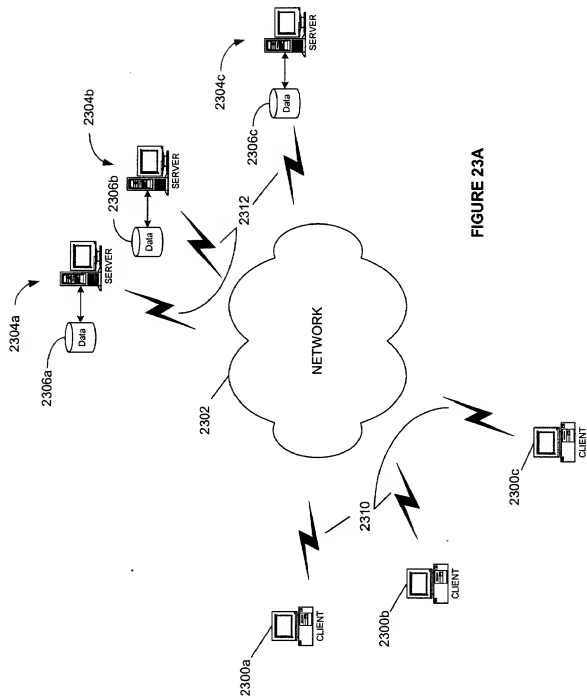 2304a
2306a
Data
SERVER
2304b
2306b
Data
SERVER
2304c
2306c
Data
SERVER
2312
2302
NETWORK
2310
2300a
CLIENT
2300b
CLIENT
2300c
CLIENT
FIGURE 23A